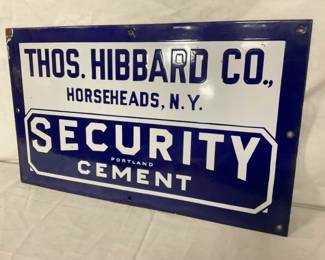 THOS. HIBBARD CO.,
HORSEHEADS, N.Y.
SECURITY
PORTLAND
CEMENT